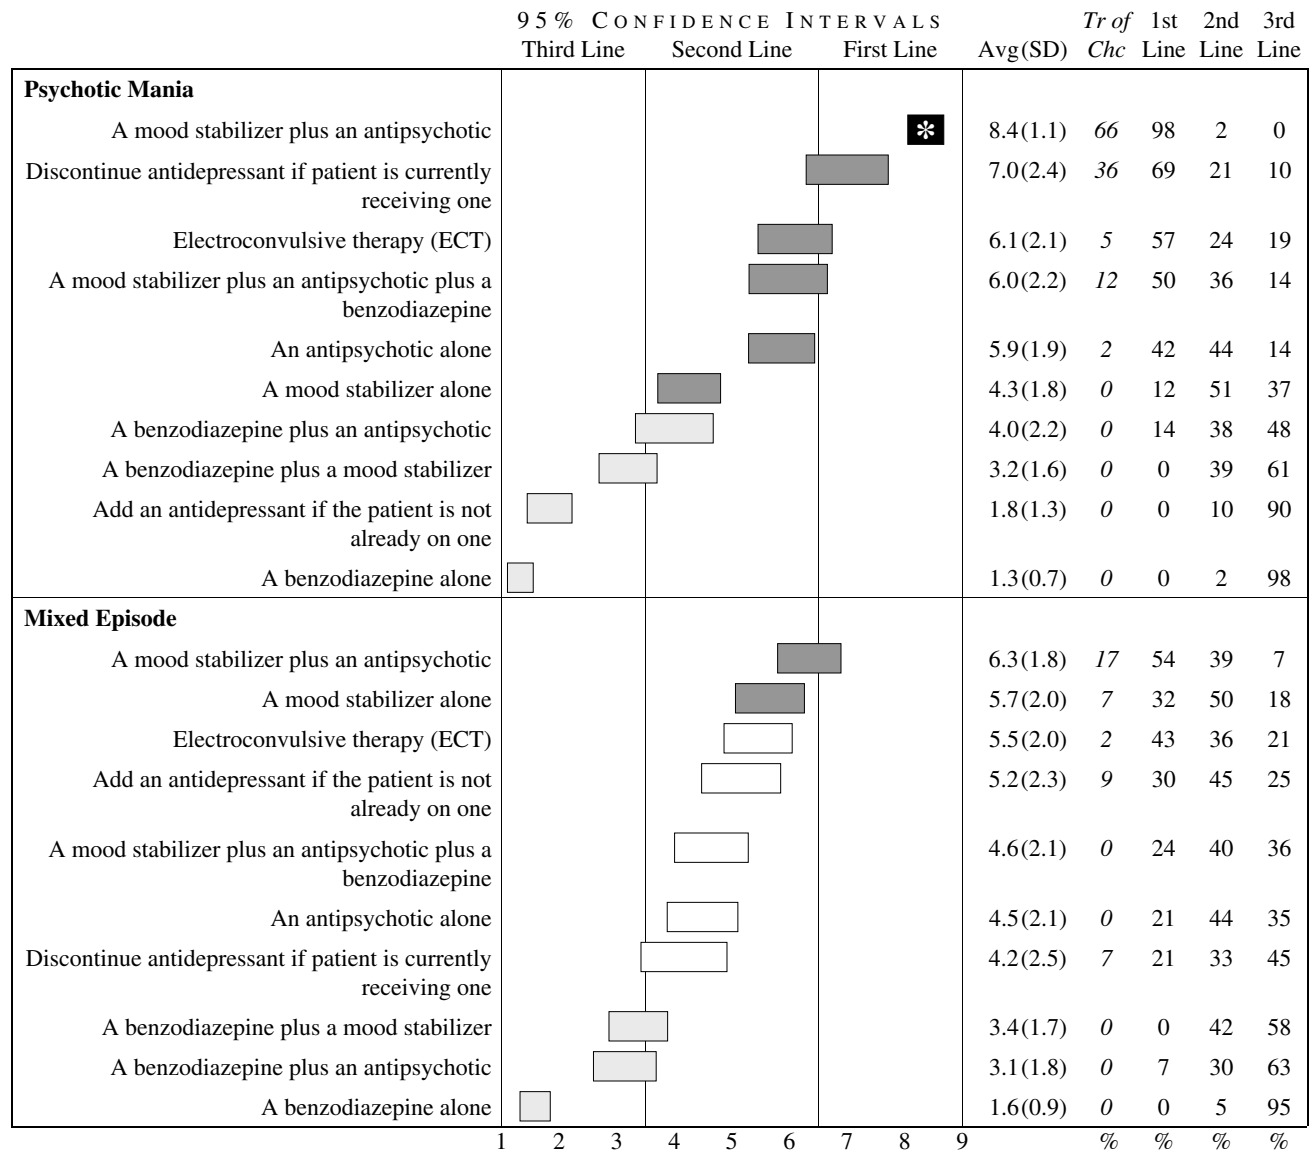 95% CONFIDENCE INTERVALS Tr of 1st 2nd 3rd
Third Line Second Line First Line Avg(SD) Chc Line Line Line
Psychotic Mania
A mood stabilizer plus an antipsychotic * 8.4(1.1) 66 98 2 0
Discontinue antidepressant if patient is currently 7.0(2.4) 36 69 21 10
receiving one
Electroconvulsive therapy (ECT) 6.1(2.1) 5 57 24 19
A mood stabilizer plus an antipsychotic plus a 6.0(2.2) 12 50 36 14
benzodiazepine
An antipsychotic alone 5.9(1.9) 2 42 44 14
A mood stabilizer alone 4.3(1.8) 0 12 51 37
A benzodiazepine plus an antipsychotic 4.0(2.2) 0 14 38 48
A benzodiazepine plus a mood stabilizer 3.2(1.6) 0 0 39 61
Add an antidepressant if the patient is not 1.8(1.3) 0 0 10 90
already on one
A benzodiazepine alone 1.3(0.7) 0 0 2 98
Mixed Episode
A mood stabilizer plus an antipsychotic 6.3(1.8) 17 54 39 7
A mood stabilizer alone 5.7(2.0) 7 32 50 18
Electroconvulsive therapy (ECT) 5.5(2.0) 2 43 36 21
Add an antidepressant if the patient is not 5.2(2.3) 9 30 45 25
already on one
A mood stabilizer plus an antipsychotic plus a 4.6(2.1) 0 24 40 36
benzodiazepine
An antipsychotic alone 4.5(2.1) 0 21 44 35
Discontinue antidepressant if patient is currently 4.2(2.5) 7 21 33 45
receiving one
A benzodiazepine plus a mood stabilizer 3.4(1.7) 0 0 42 58
A benzodiazepine plus an antipsychotic 3.1(1.8) 0 7 30 63
A benzodiazepine alone 1.6(0.9) 0 0 5 95
1 2 3 4 5 6 7 8 9 % % % %